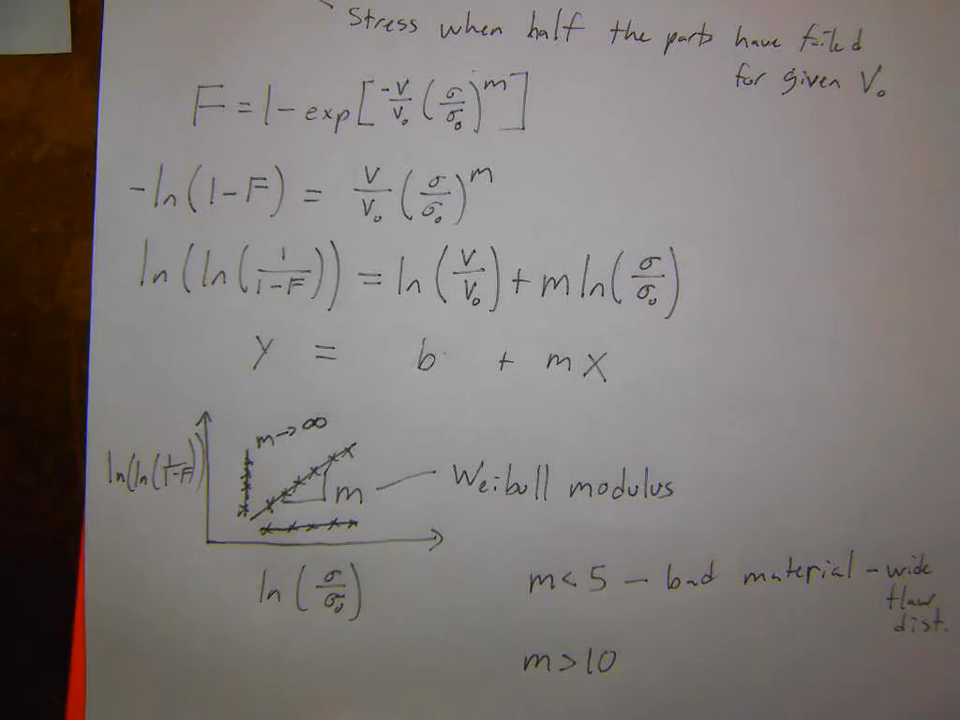 Stress when half the parts have failed
for given V₀
F = 1 - exp[-V/V₀ (σ/σ₀)^m]
-ln(1-F) = V/V₀ (σ/σ₀)^m
ln(ln(1/(1-F))) = ln(V/V₀) + m ln(σ/σ₀)
y = b + m x
m→∞
ln(ln(1/(1-F)))
m
Weibull modulus
ln(σ/σ₀)
m < 5 - bad material - wide
flaw
dist.
m > 10